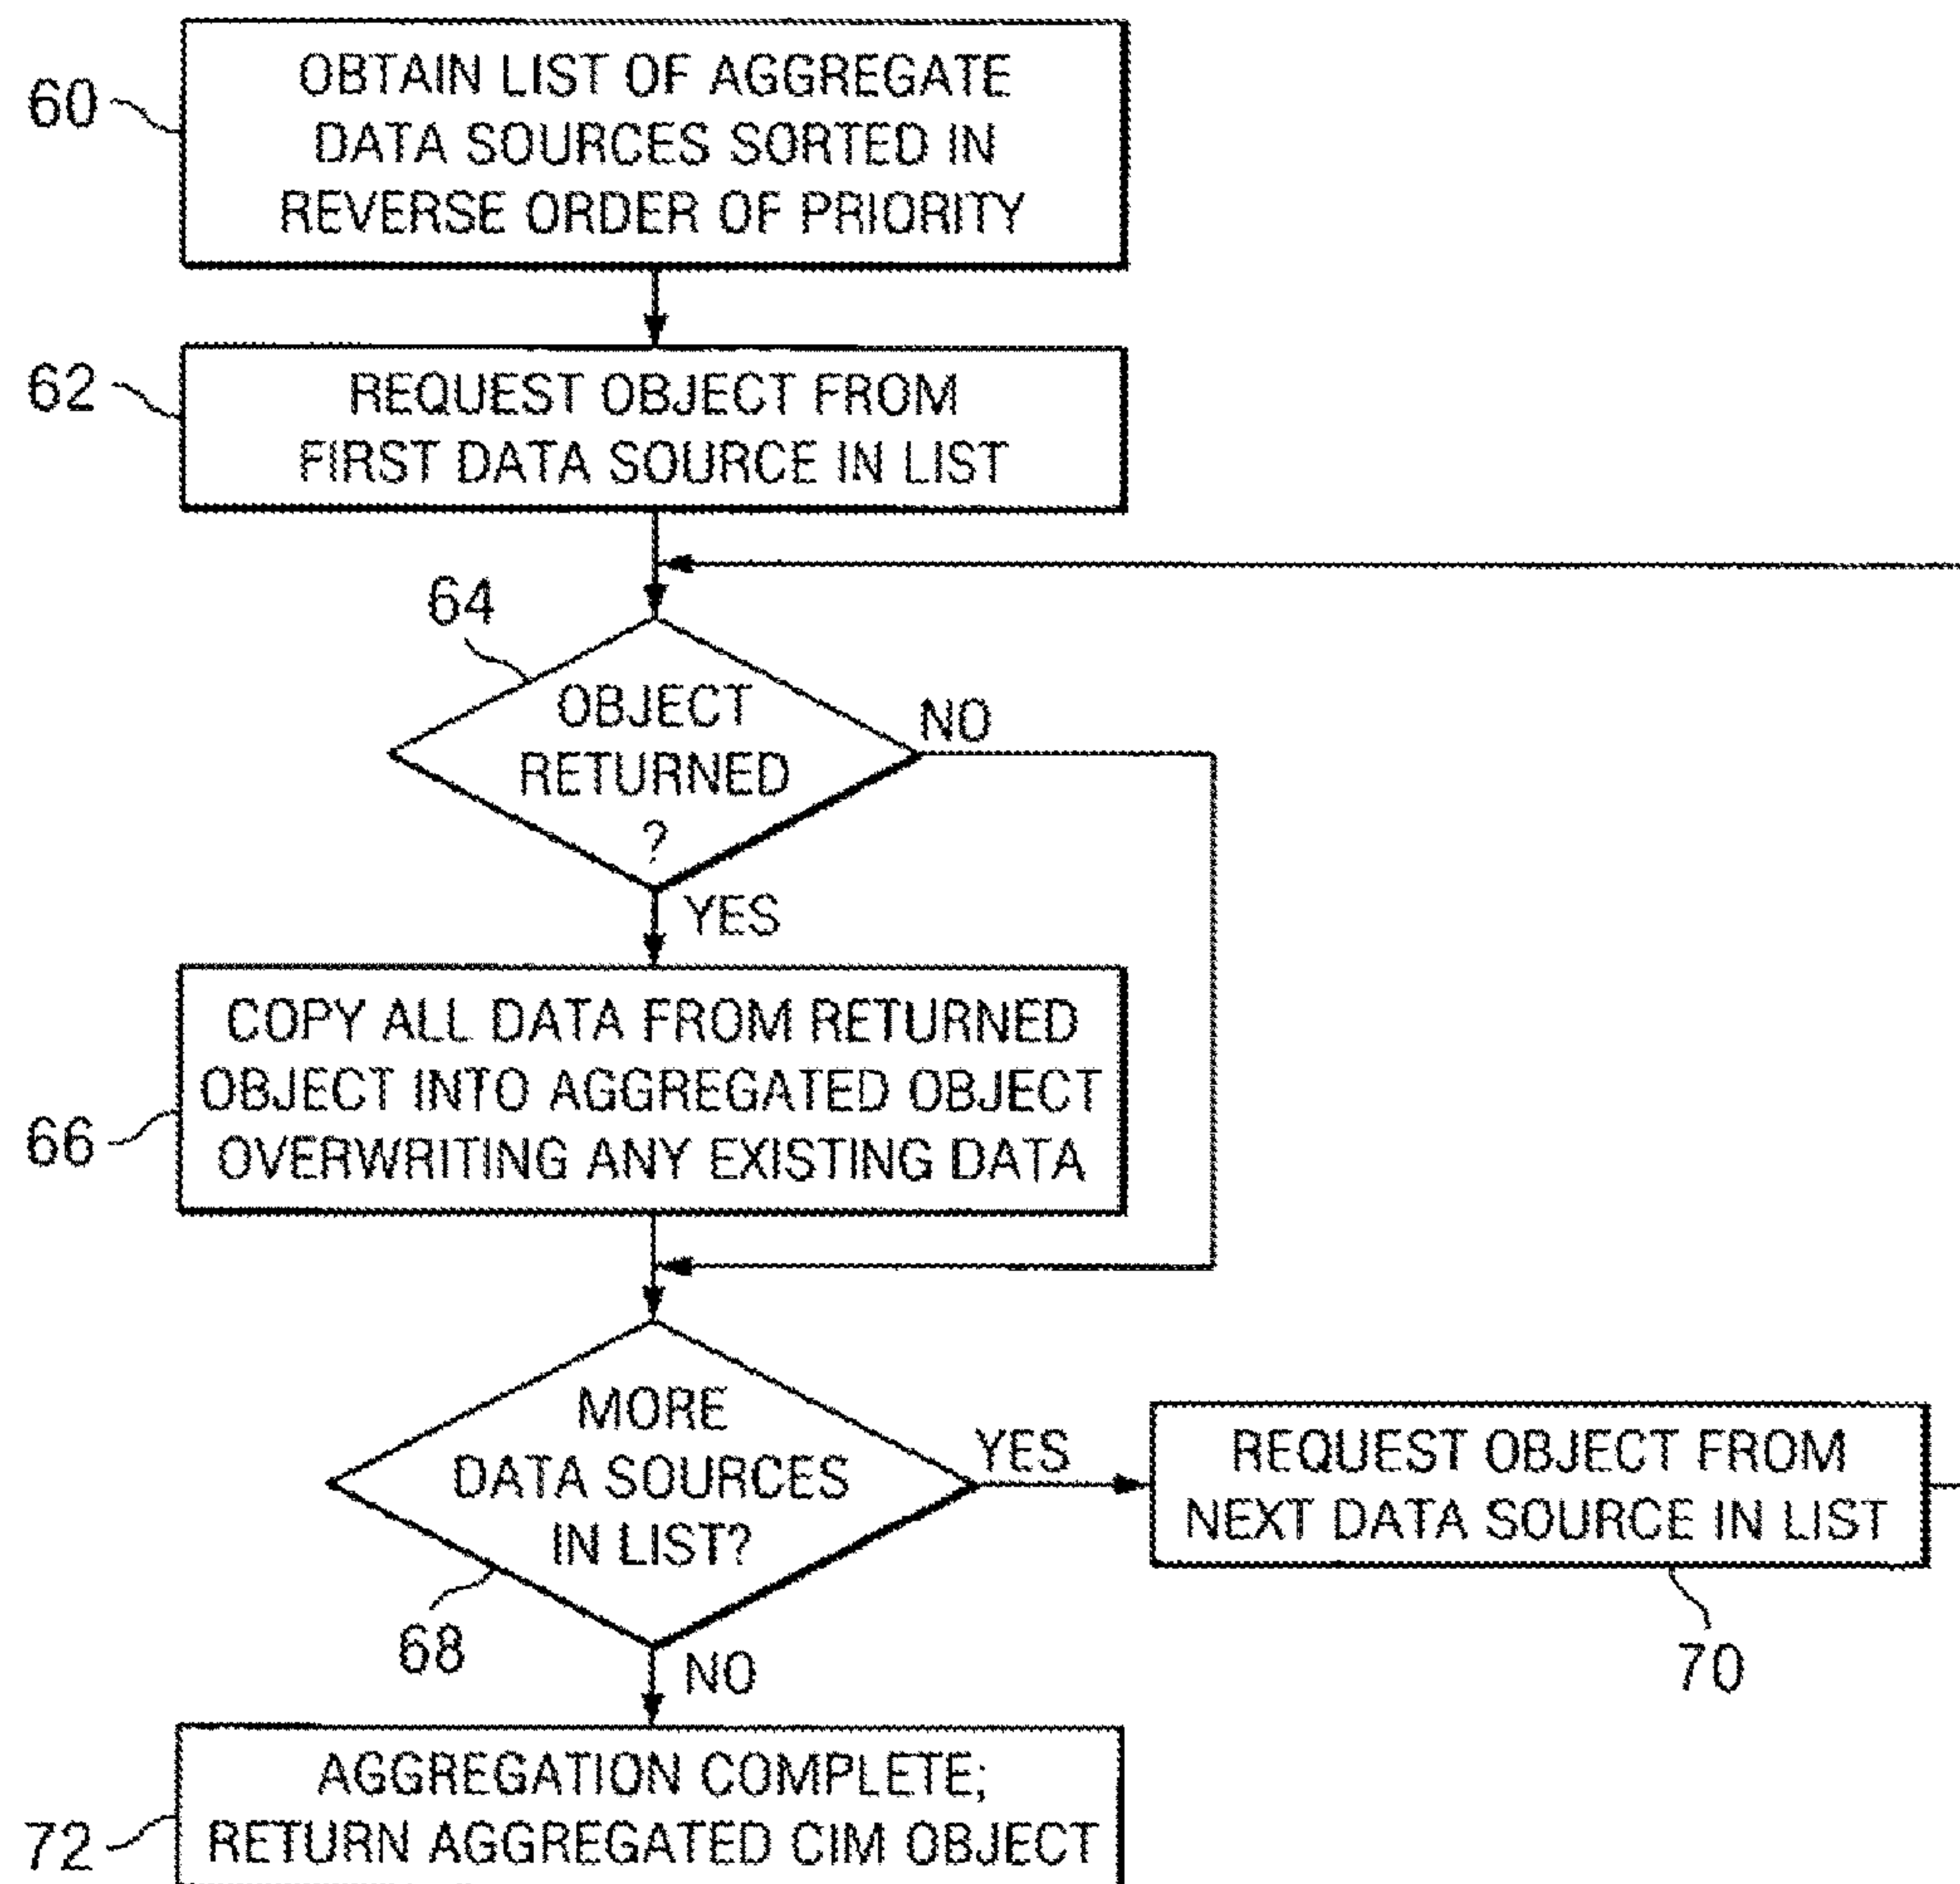 60
OBTAIN LIST OF AGGREGATE
DATA SOURCES SORTED IN
REVERSE ORDER OF PRIORITY
62
REQUEST OBJECT FROM
FIRST DATA SOURCE IN LIST
64
OBJECT
RETURNED
?
NO
YES
66
COPY ALL DATA FROM RETURNED
OBJECT INTO AGGREGATED OBJECT
OVERWRITING ANY EXISTING DATA
MORE
DATA SOURCES
IN LIST?
YES
REQUEST OBJECT FROM
NEXT DATA SOURCE IN LIST
68
70
NO
72
AGGREGATION COMPLETE;
RETURN AGGREGATED CIM OBJECT